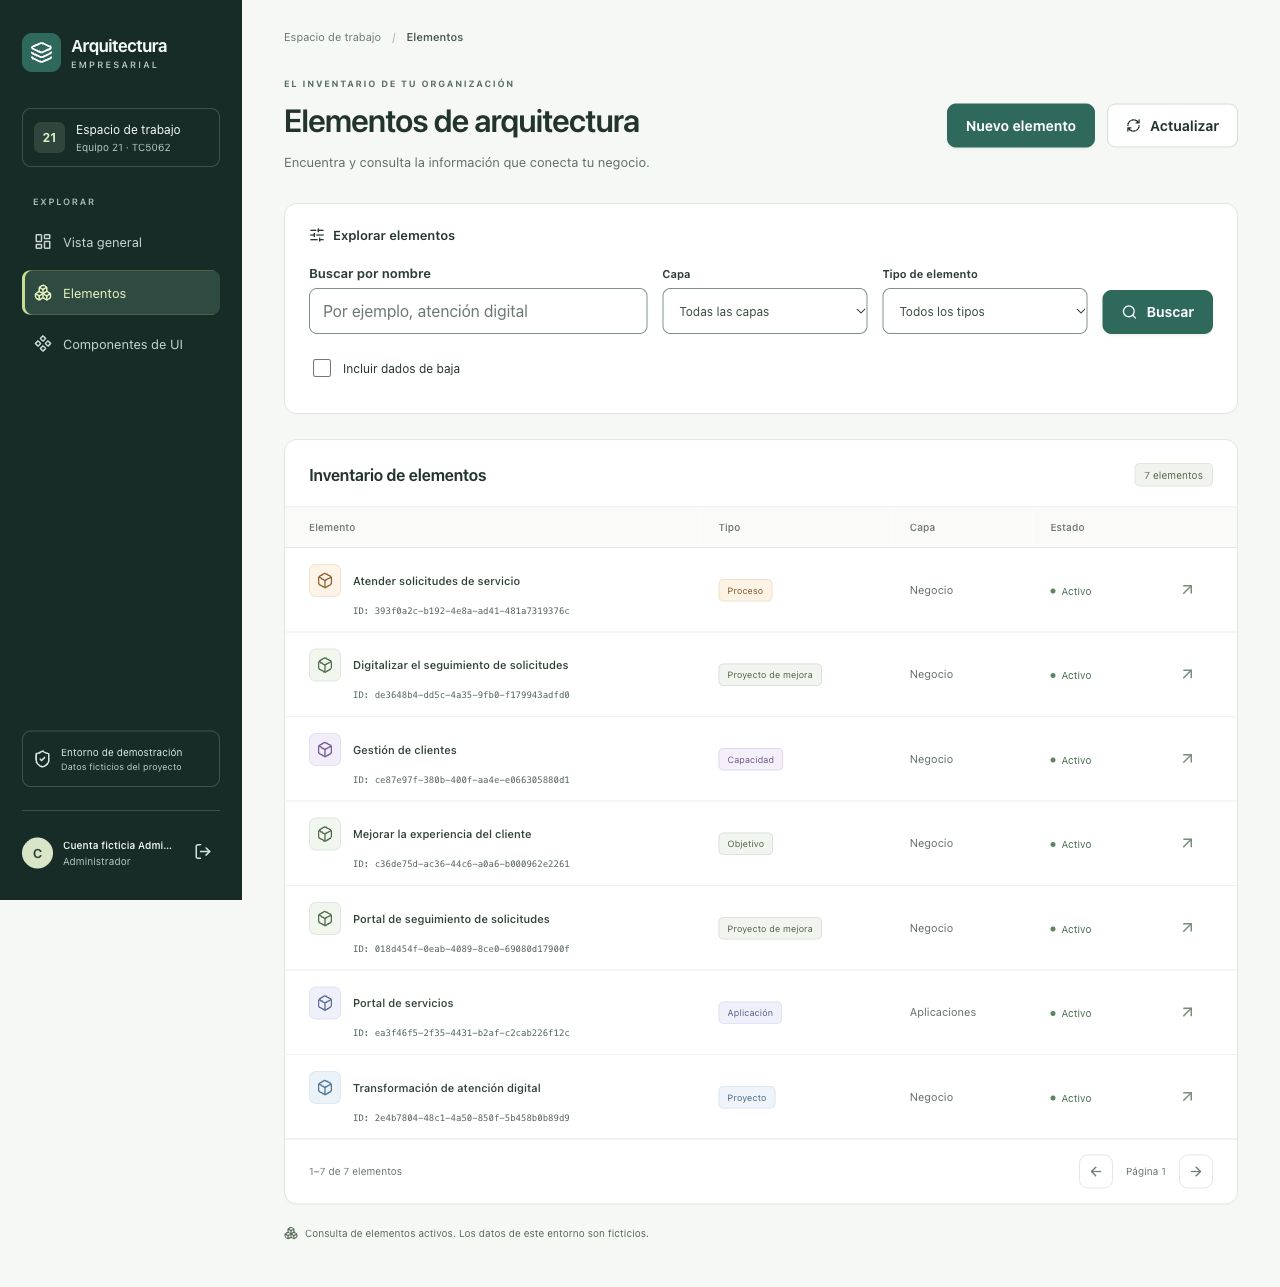 Arquitectura
EMPRESARIAL
21
Espacio de trabajo
Equipo 21 · TC5062
EXPLORAR
Vista general
Elementos
Componentes de UI
Entorno de demostración
Datos ficticios del proyecto
C
Cuenta ficticia Admi...
Administrador
Espacio de trabajo / Elementos
EL INVENTARIO DE TU ORGANIZACIÓN
Elementos de arquitectura
Encuentra y consulta la información que conecta tu negocio.
Nuevo elemento
Actualizar
Explorar elementos
Buscar por nombre
Capa
Tipo de elemento
Por ejemplo, atención digital
Todas las capas
Todos los tipos
Buscar
Incluir dados de baja
Inventario de elementos
7 elementos
Elemento Tipo Capa Estado
Atender solicitudes de servicio
ID: 393f0a2c-b192-4e8a-ad41-481a7319376c
Proceso Negocio Activo
Digitalizar el seguimiento de solicitudes
ID: de3648b4-dd5c-4a35-9fb0-f179943adfd0
Proyecto de mejora Negocio Activo
Gestión de clientes
ID: ce87e97f-380b-400f-aa4e-e066305880d1
Capacidad Negocio Activo
Mejorar la experiencia del cliente
ID: c36de75d-ac36-44c6-a0a6-b000962e2261
Objetivo Negocio Activo
Portal de seguimiento de solicitudes
ID: 018d454f-0eab-4089-8ce0-69080d17900f
Proyecto de mejora Negocio Activo
Portal de servicios
ID: ea3f46f5-2f35-4431-b2af-c2cab226f12c
Aplicación Aplicaciones Activo
Transformación de atención digital
ID: 2e4b7804-48c1-4a50-850f-5b458b0b89d9
Proyecto Negocio Activo
1–7 de 7 elementos
Página 1
Consulta de elementos activos. Los datos de este entorno son ficticios.